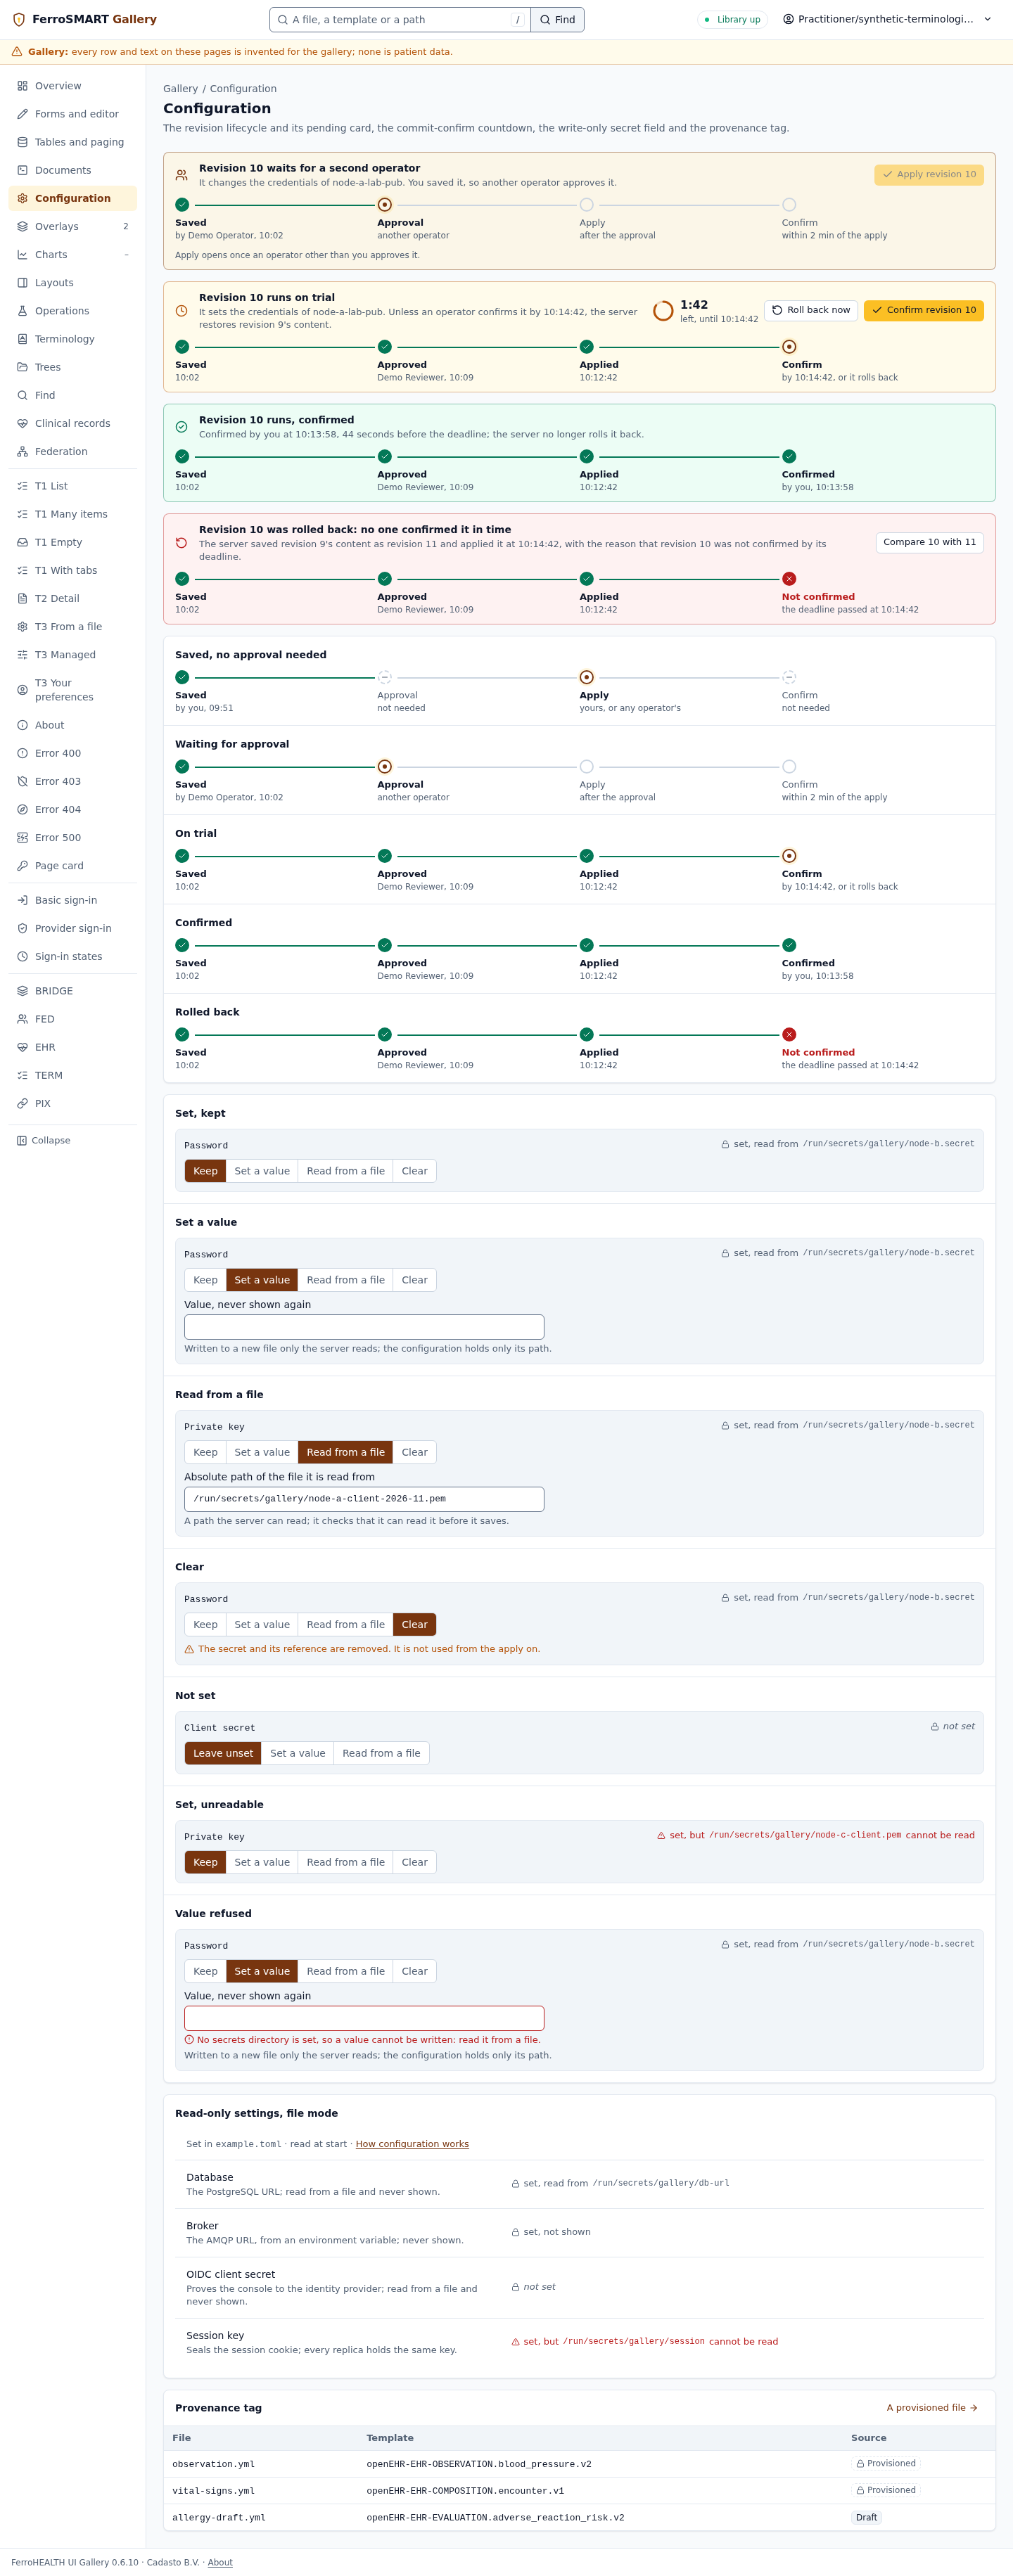 FerroSMART Gallery
A file, a template or a path
/
Find
Library up
Practitioner/synthetic-terminologi...
Gallery: every row and text on these pages is invented for the gallery; none is patient data.
Overview
Forms and editor
Tables and paging
Documents
Configuration
Overlays
2
Charts
–
Layouts
Operations
Terminology
Trees
Find
Clinical records
Federation
T1 List
T1 Many items
T1 Empty
T1 With tabs
T2 Detail
T3 From a file
T3 Managed
T3 Your
preferences
About
Error 400
Error 403
Error 404
Error 500
Page card
Basic sign-in
Provider sign-in
Sign-in states
BRIDGE
FED
EHR
TERM
PIX
Collapse
Gallery / Configuration
Configuration
The revision lifecycle and its pending card, the commit-confirm countdown, the write-only secret field and the provenance tag.
Revision 10 waits for a second operator
It changes the credentials of node-a-lab-pub. You saved it, so another operator approves it.
Apply revision 10
Saved
by Demo Operator, 10:02
Approval
another operator
Apply
after the approval
Confirm
within 2 min of the apply
Apply opens once an operator other than you approves it.
Revision 10 runs on trial
It sets the credentials of node-a-lab-pub. Unless an operator confirms it by 10:14:42, the server
restores revision 9's content.
1:42
left, until 10:14:42
Roll back now
Confirm revision 10
Saved
10:02
Approved
Demo Reviewer, 10:09
Applied
10:12:42
Confirm
by 10:14:42, or it rolls back
Revision 10 runs, confirmed
Confirmed by you at 10:13:58, 44 seconds before the deadline; the server no longer rolls it back.
Saved
10:02
Approved
Demo Reviewer, 10:09
Applied
10:12:42
Confirmed
by you, 10:13:58
Revision 10 was rolled back: no one confirmed it in time
The server saved revision 9's content as revision 11 and applied it at 10:14:42, with the reason that revision 10 was not confirmed by its
deadline.
Compare 10 with 11
Saved
10:02
Approved
Demo Reviewer, 10:09
Applied
10:12:42
Not confirmed
the deadline passed at 10:14:42
Saved, no approval needed
Saved
by you, 09:51
Approval
not needed
Apply
yours, or any operator's
Confirm
not needed
Waiting for approval
Saved
by Demo Operator, 10:02
Approval
another operator
Apply
after the approval
Confirm
within 2 min of the apply
On trial
Saved
10:02
Approved
Demo Reviewer, 10:09
Applied
10:12:42
Confirm
by 10:14:42, or it rolls back
Confirmed
Saved
10:02
Approved
Demo Reviewer, 10:09
Applied
10:12:42
Confirmed
by you, 10:13:58
Rolled back
Saved
10:02
Approved
Demo Reviewer, 10:09
Applied
10:12:42
Not confirmed
the deadline passed at 10:14:42
Set, kept
Password
set, read from /run/secrets/gallery/node-b.secret
Keep
Set a value
Read from a file
Clear
Set a value
Password
set, read from /run/secrets/gallery/node-b.secret
Keep
Set a value
Read from a file
Clear
Value, never shown again
Written to a new file only the server reads; the configuration holds only its path.
Read from a file
Private key
set, read from /run/secrets/gallery/node-b.secret
Keep
Set a value
Read from a file
Clear
Absolute path of the file it is read from
/run/secrets/gallery/node-a-client-2026-11.pem
A path the server can read; it checks that it can read it before it saves.
Clear
Password
set, read from /run/secrets/gallery/node-b.secret
Keep
Set a value
Read from a file
Clear
The secret and its reference are removed. It is not used from the apply on.
Not set
Client secret
not set
Leave unset
Set a value
Read from a file
Set, unreadable
Private key
set, but /run/secrets/gallery/node-c-client.pem cannot be read
Keep
Set a value
Read from a file
Clear
Value refused
Password
set, read from /run/secrets/gallery/node-b.secret
Keep
Set a value
Read from a file
Clear
Value, never shown again
No secrets directory is set, so a value cannot be written: read it from a file.
Written to a new file only the server reads; the configuration holds only its path.
Read-only settings, file mode
Set in example.toml · read at start · How configuration works
Database
The PostgreSQL URL; read from a file and never shown.
set, read from /run/secrets/gallery/db-url
Broker
The AMQP URL, from an environment variable; never shown.
set, not shown
OIDC client secret
Proves the console to the identity provider; read from a file and
never shown.
not set
Session key
Seals the session cookie; every replica holds the same key.
set, but /run/secrets/gallery/session cannot be read
Provenance tag
A provisioned file
File
Template
Source
observation.yml
openEHR-EHR-OBSERVATION.blood_pressure.v2
Provisioned
vital-signs.yml
openEHR-EHR-COMPOSITION.encounter.v1
Provisioned
allergy-draft.yml
openEHR-EHR-EVALUATION.adverse_reaction_risk.v2
Draft
FerroHEALTH UI Gallery 0.6.10 · Cadasto B.V. · About